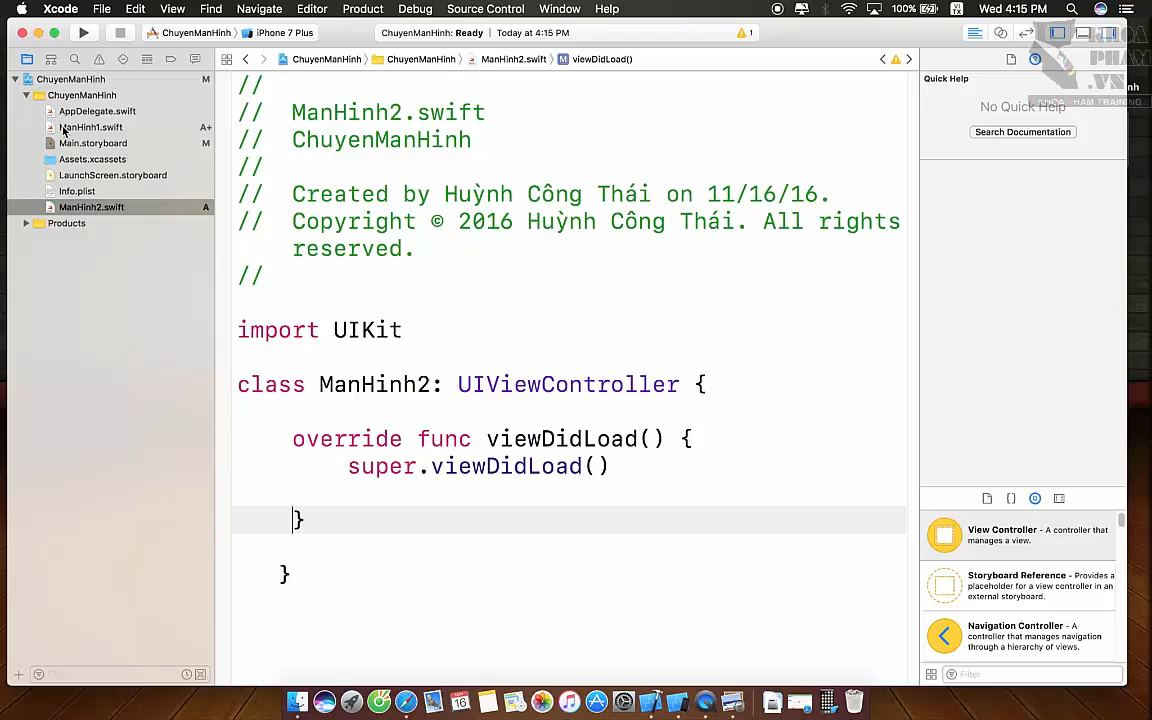 Xcode File Edit View Find Navigate Editor Product Debug Source Control Window Help 100% Wed 4:15 PM
ChuyenManHinh iPhone 7 Plus ChuyenManHinh: Ready Today at 4:15 PM 1
KHOA
PHAM
.VN
ChuyenManHinh ChuyenManHinh ManHinh2.swift M viewDidLoad()
ChuyenManHinh M
ChuyenManHinh
AppDelegate.swift
ManHinh1.swift A+
Main.storyboard M
Assets.xcassets
LaunchScreen.storyboard
Info.plist
ManHinh2.swift A
Products
Filter
//
// ManHinh2.swift
// ChuyenManHinh
//
// Created by Huỳnh Công Thái on 11/16/16.
// Copyright © 2016 Huỳnh Công Thái. All rights
reserved.
//
import UIKit
class ManHinh2: UIViewController {
override func viewDidLoad() {
super.viewDidLoad()
}
}
Quick Help
No Quick Help
Search Documentation
View Controller - A controller that
manages a view.
Storyboard Reference - Provides a
placeholder for a view controller in an
external storyboard.
Navigation Controller - A
controller that manages navigation
through a hierarchy of views.
Filter
16